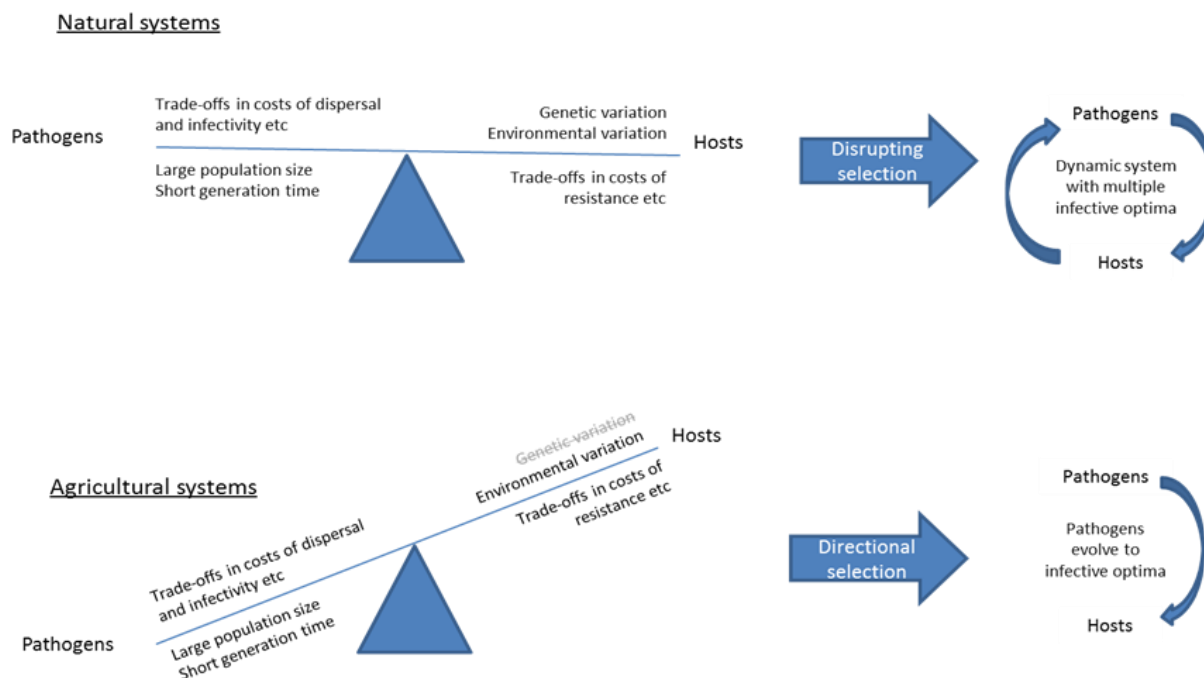 Natural systems
Pathogens
Trade-offs in costs of dispersal
and infectivity etc
Large population size
Short generation time
Genetic variation
Environmental variation
Hosts
Trade-offs in costs of
resistance etc
Disrupting
selection
Pathogens
Dynamic system
with multiple
infective optima
Hosts
Agricultural systems
Pathogens
Trade-offs in costs of dispersal
and infectivity etc
Large population size
Short generation time
Genetic variation
Environmental variation
Hosts
Trade-offs in costs of
resistance etc
Directional
selection
Pathogens
Pathogens
evolve to
infective optima
Hosts